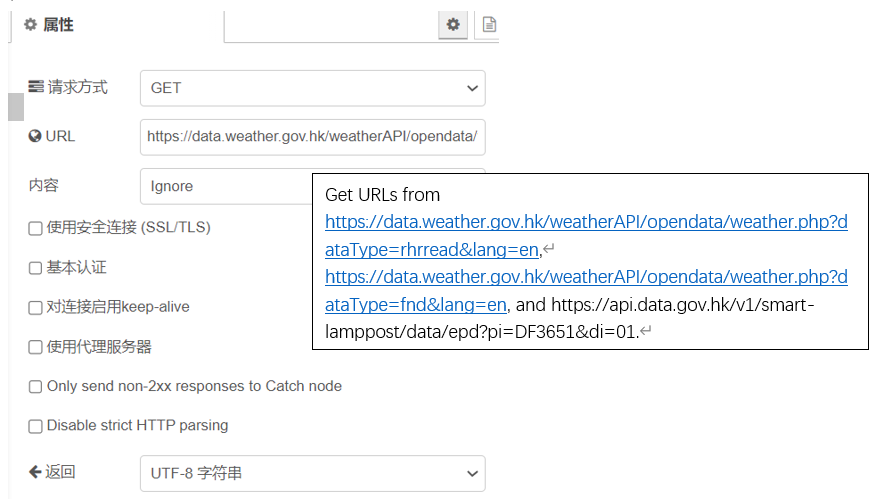 属性
请求方式
GET
URL
https://data.weather.gov.hk/weatherAPI/opendata/
内容
Ignore
Get URLs from
https://data.weather.gov.hk/weatherAPI/opendata/weather.php?d
ataType=rhrread&lang=en,↵
https://data.weather.gov.hk/weatherAPI/opendata/weather.php?d
ataType=fnd&lang=en, and https://api.data.gov.hk/v1/smart-
lamppost/data/epd?pi=DF3651&di=01.↵
使用安全连接 (SSL/TLS)
基本认证
对连接启用keep-alive
使用代理服务器
Only send non-2xx responses to Catch node
Disable strict HTTP parsing
返回
UTF-8 字符串